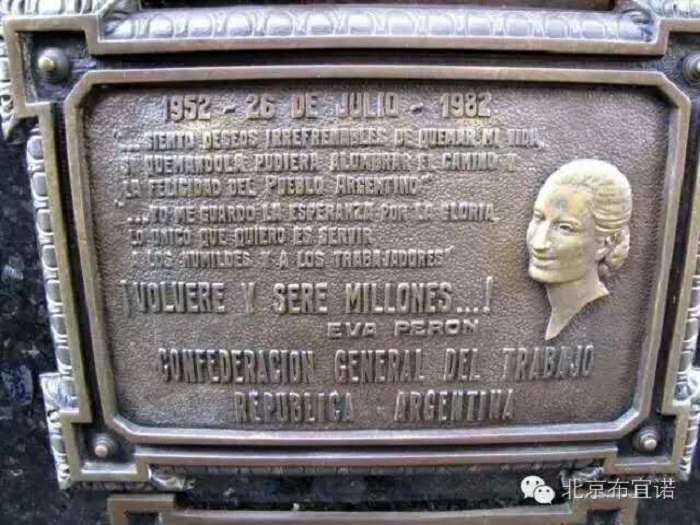 1952 - 26 DE JULIO - 1982
"...SIENTO DESEOS IRREFRENABLES DE QUEMAR MI VIDA,
SI QUEMANDOLA PUDIERA ALUMBRAR EL CAMINO Y
LA FELICIDAD DEL PUEBLO ARGENTINO"
"...YO ME GUARDO LA ESPERANZA POR LA GLORIA,
LO UNICO QUE QUIERO ES SERVIR
A LOS HUMILDES Y A LOS TRABAJADORES"
¡VOLVERE Y SERE MILLONES...!
EVA PERON
CONFEDERACION GENERAL DEL TRABAJO
REPUBLICA ARGENTINA
北京布宜诺